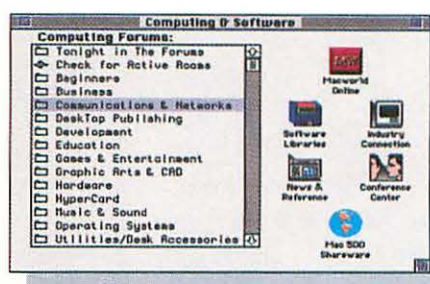 Computing & Software
Computing Forums:
Tonight in The Forums
Check for Active Rooms
Beginners
Business
Communications & Networks
DeskTop Publishing
Development
Education
Games & Entertainment
Graphic Arts & CAD
Hardware
HyperCard
Music & Sound
Operating Systems
Utilities/Desk Accessories
Macworld
Online
Software
Libraries
Industry
Connection
News &
Reference
Conference
Center
Mac 500
Shareware